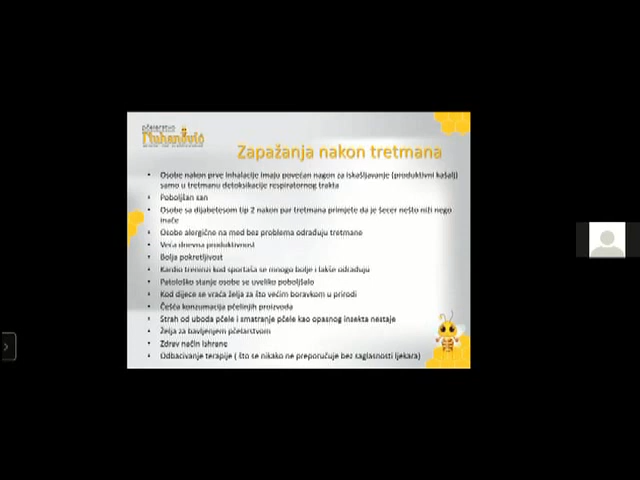 pčelarstvo
Nuhanović
Zapažanja nakon tretmana
• Osobe nakon prve inhalacije imaju povećan nagon za iskašljavanje (produktivni kašalj)
samo u tretmanu detoksikacije respiratornog trakta
• Poboljšan san
• Osobe sa dijabetesom tip 2 nakon par tretmana primjete da je šećer nešto niži nego
inače
• Osobe alergične na med bez problema odrađuju tretmane
• Veća dnevna produktivnost
• Bolja pokretljivost
• Kardio treninzi kod sportaša se mnogo bolje i lakše odrađuju
• Patološko stanje osobe se uveliko poboljšalo
• Kod dijece se vraća želja za što većim boravkom u prirodi
• Češća konzumacija pčelinjih proizvoda
• Strah od uboda pčele i smatranje pčele kao opasnog insekta nestaje
• Želja za bavljenjem pčelarstvom
• Zdrav način ishrane
• Odbacivanje terapije ( što se nikako ne preporučuje bez saglasnosti ljekara)